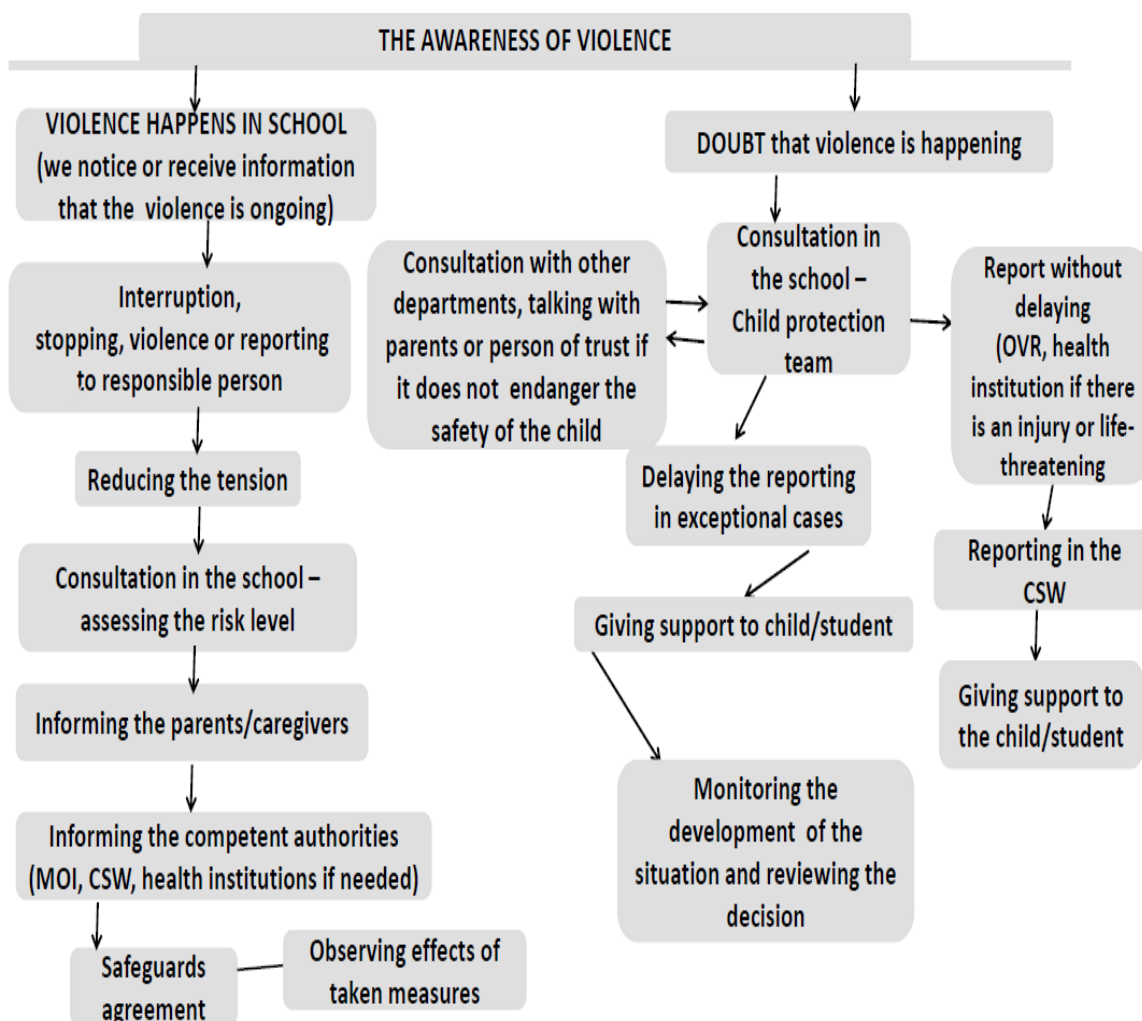 THE AWARENESS OF VIOLENCE
VIOLENCE HAPPENS IN SCHOOL
(we notice or receive information
that the violence is ongoing)
Interruption,
stopping, violence or reporting
to responsible person
Reducing the tension
Consultation in the school –
assessing the risk level
Informing the parents/caregivers
Informing the competent authorities
(MOI, CSW, health institutions if needed)
Safeguards
agreement
Observing effects of
taken measures
DOUBT that violence is happening
Consultation in
the school –
Child protection
team
Consultation with other
departments, talking with
parents or person of trust if
it does not endanger the
safety of the child
Delaying the reporting
in exceptional cases
Giving support to child/student
Monitoring the
development of the
situation and reviewing the
decision
Report without
delaying
(OVR, health
institution if there
is an injury or life-
threatening
Reporting in the
CSW
Giving support to
the child/student